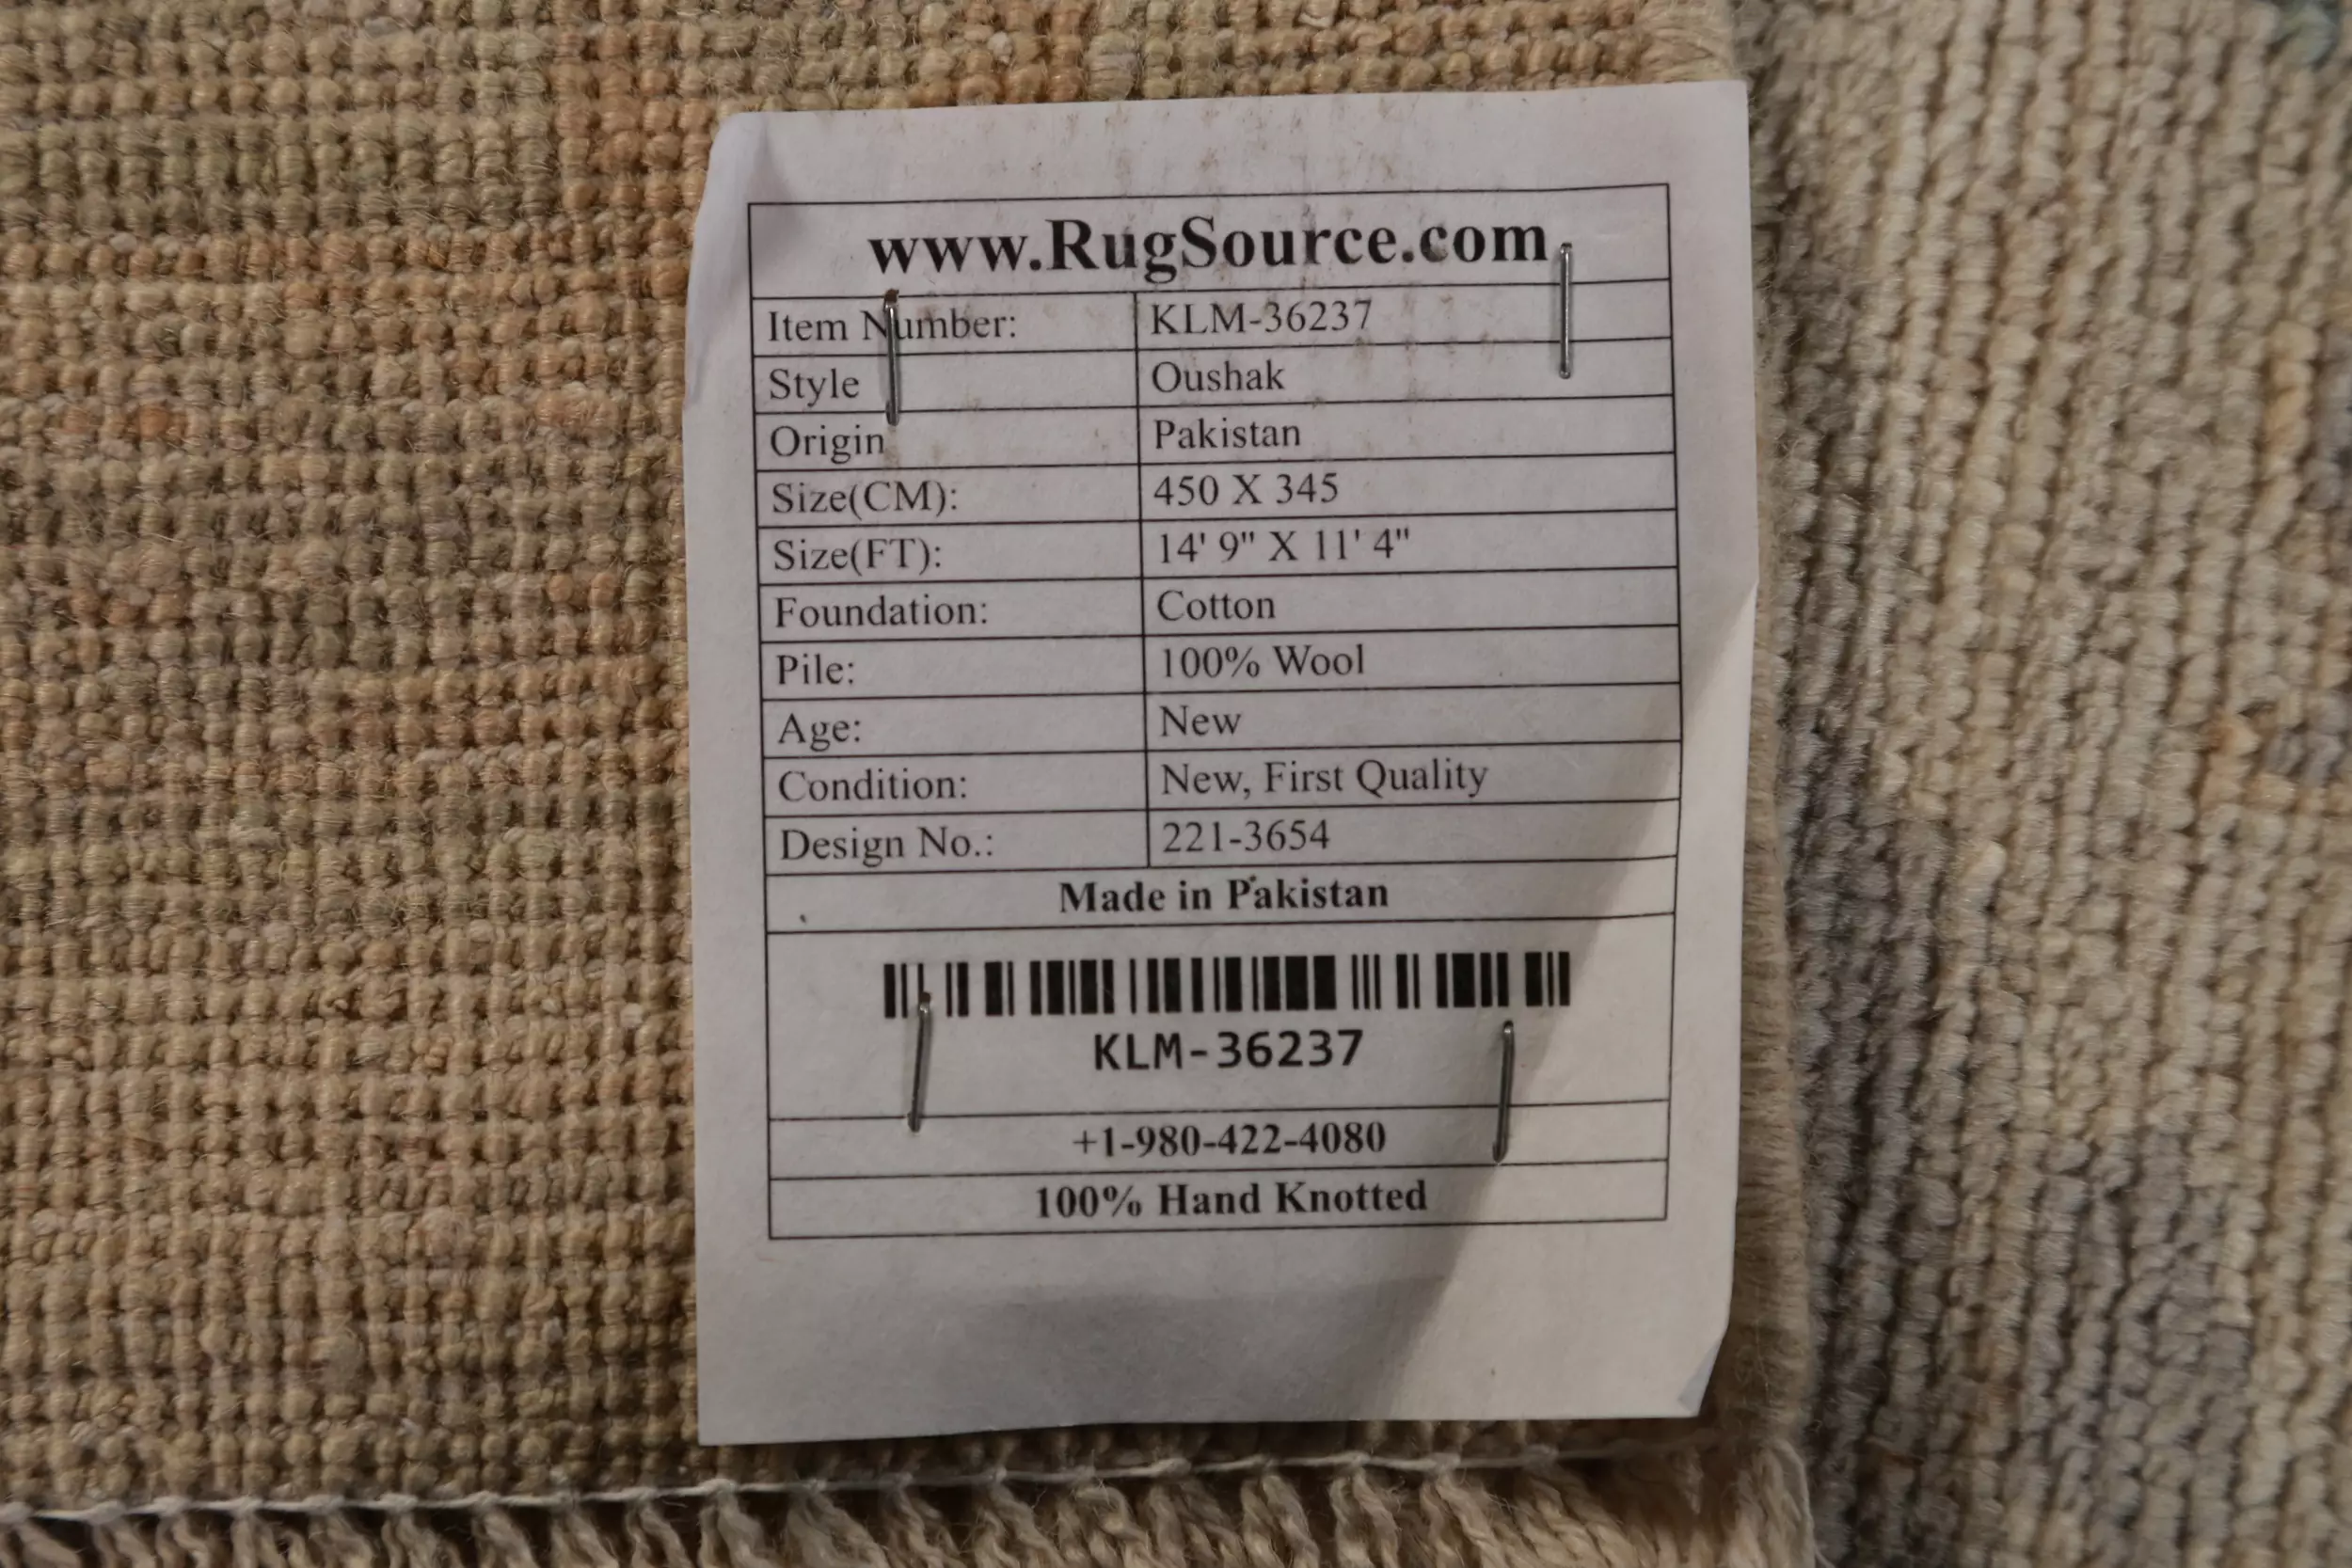 www.RugSource.com
Item Number: KLM-36237
Style Oushak
Origin Pakistan
Size(CM): 450 X 345
Size(FT): 14' 9" X 11' 4"
Foundation: Cotton
Pile: 100% Wool
Age: New
Condition: New, First Quality
Design No.: 221-3654
Made in Pakistan
KLM-36237
+1-980-422-4080
100% Hand Knotted